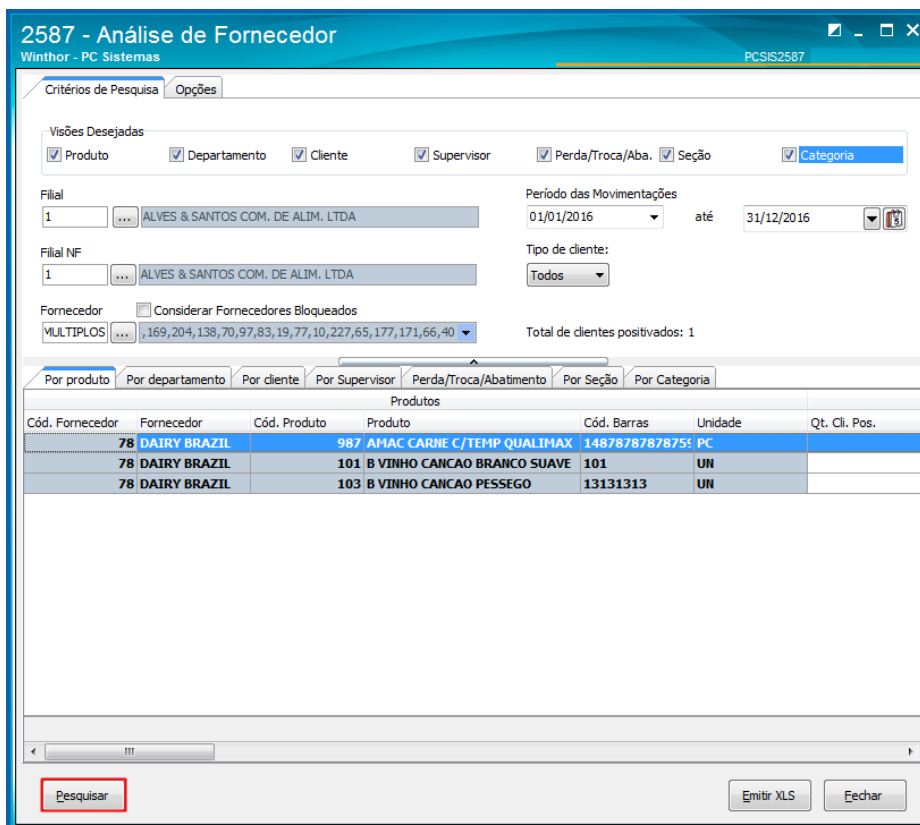 2587 - Análise de Fornecedor
Winthor - PC Sistemas
PCSIS2587
Critérios de Pesquisa Opções
Visões Desejadas
Produto Departamento Cliente Supervisor Perda/Troca/Aba. Seção Categoria
Filial Período das Movimentações
1 ... ALVES & SANTOS COM. DE ALIM. LTDA 01/01/2016 até 31/12/2016
Filial NF Tipo de cliente:
1 ... ALVES & SANTOS COM. DE ALIM. LTDA Todos
Fornecedor Considerar Fornecedores Bloqueados
MULTIPLOS ... ,169,204,138,70,97,83,19,77,10,227,65,177,171,66,40 Total de clientes positivados: 1
Por produto Por departamento Por cliente Por Supervisor Perda/Troca/Abatimento Por Seção Por Categoria
Produtos
Cód. Fornecedor Fornecedor Cód. Produto Produto Cód. Barras Unidade Qt. Cli. Pos.
78 DAIRY BRAZIL 987 AMAC CARNE C/TEMP QUALIMAX 1487878787875 PC
78 DAIRY BRAZIL 101 B VINHO CANCAO BRANCO SUAVE 101 UN
78 DAIRY BRAZIL 103 B VINHO CANCAO PESSEGO 13131313 UN
Pesquisar Emitir XLS Fechar